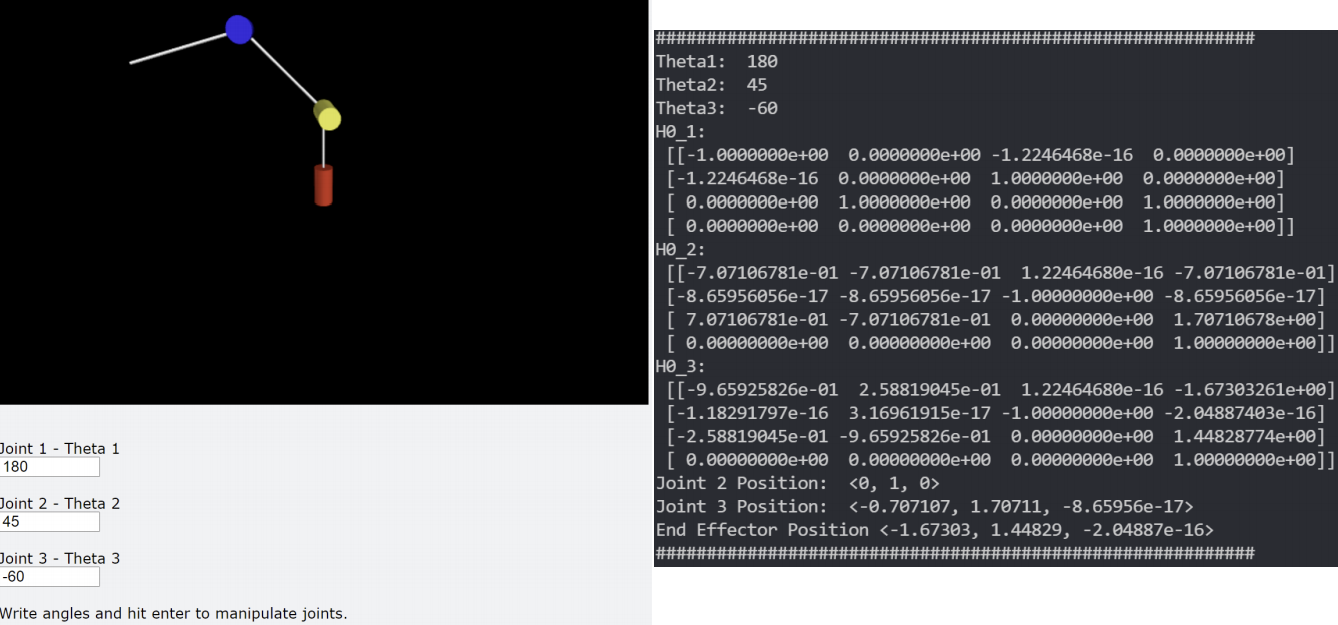 Joint 1 - Theta 1
180
Joint 2 - Theta 2
45
Joint 3 - Theta 3
-60
Write angles and hit enter to manipulate joints.
##########################################################
Theta1:  180
Theta2:  45
Theta3:  -60
H0_1:
[[-1.0000000e+00  0.0000000e+00 -1.2246468e-16  0.0000000e+00]
[-1.2246468e-16  0.0000000e+00  1.0000000e+00  0.0000000e+00]
[ 0.0000000e+00  1.0000000e+00  0.0000000e+00  1.0000000e+00]
[ 0.0000000e+00  0.0000000e+00  0.0000000e+00  1.0000000e+00]]
H0_2:
[[-7.07106781e-01 -7.07106781e-01  1.22464680e-16 -7.07106781e-01]
[-8.65956056e-17 -8.65956056e-17 -1.00000000e+00 -8.65956056e-17]
[ 7.07106781e-01 -7.07106781e-01  0.00000000e+00  1.70710678e+00]
[ 0.00000000e+00  0.00000000e+00  0.00000000e+00  1.00000000e+00]]
H0_3:
[[-9.65925826e-01  2.58819045e-01  1.22464680e-16 -1.67303261e+00]
[-1.18291797e-16  3.16961915e-17 -1.00000000e+00 -2.04887403e-16]
[-2.58819045e-01 -9.65925826e-01  0.00000000e+00  1.44828774e+00]
[ 0.00000000e+00  0.00000000e+00  0.00000000e+00  1.00000000e+00]]
Joint 2 Position:  <0, 1, 0>
Joint 3 Position:  <-0.707107, 1.70711, -8.65956e-17>
End Effector Position <-1.67303, 1.44829, -2.04887e-16>
##########################################################